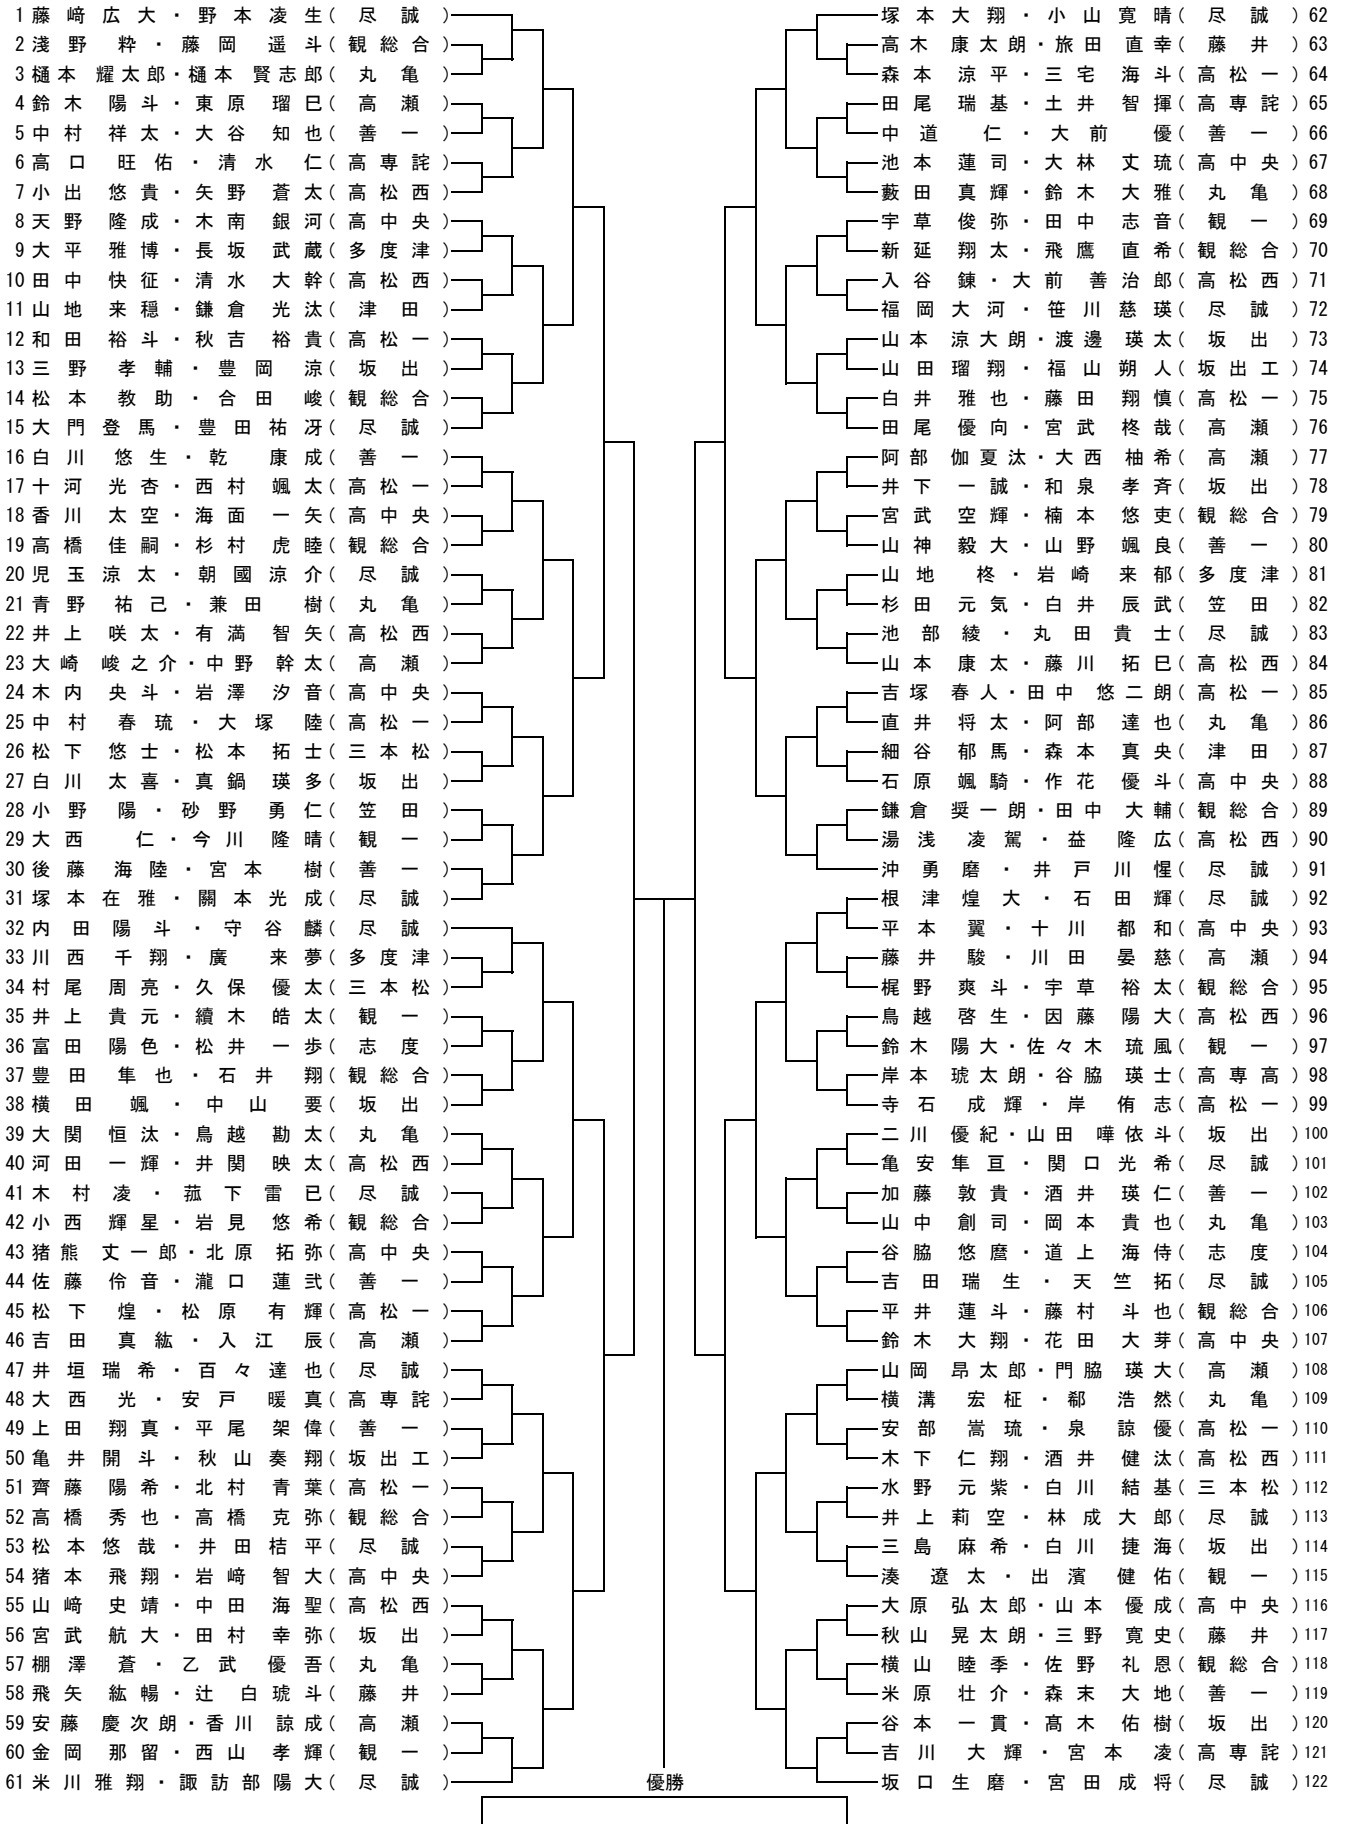 1 藤﨑広大・野本凌生(尽誠)
2 淺野 粋・藤岡 遥斗(観総合)
3 樋本 耀太郎・樋本 賢志郎(丸亀)
4 鈴木 陽斗・東原 瑠巳(高瀬)
5 中村 祥太・大谷 知也(善一)
6 高口 旺佑・清水 仁(高専詫)
7 小出 悠貴・矢野 蒼太(高松西)
8 天野 隆成・木南 銀河(高中央)
9 大平 雅博・長坂 武蔵(多度津)
10 田中 快征・清水 大幹(高松西)
11 山地 来穏・鎌倉 光汰(津田)
12 和田 裕斗・秋吉 裕貴(高松一)
13 三野 孝輔・豊岡 涼(坂出)
14 松本 教助・合田 峻(観総合)
15 大門登馬・豊田祐冴(尽誠)
16 白川 悠生・乾 康成(善一)
17 十河 光杏・西村 颯太(高松一)
18 香川 太空・海面 一矢(高中央)
19 高橋 佳嗣・杉村 虎睦(観総合)
20 児玉涼太・朝國涼介(尽誠)
21 青野 祐己・兼田 樹(丸亀)
22 井上 咲太・有満 智矢(高松西)
23 大崎 峻之介・中野 幹太(高瀬)
24 木内 央斗・岩澤 汐音(高中央)
25 中村 春琉・大塚 陸(高松一)
26 松下 悠士・松本 拓士(三本松)
27 白川 太喜・真鍋 瑛多(坂出)
28 小野 陽・砂野 勇仁(笠田)
29 大西 仁・今川 隆晴(観一)
30 後藤 海陸・宮本 樹(善一)
31 塚本在雅・關本光成(尽誠)
32 内田陽斗・守谷麟(尽誠)
33 川西 千翔・廣 来夢(多度津)
34 村尾 周亮・久保 優太(三本松)
35 井上 貴元・續木 皓太(観一)
36 富田 陽色・松井 一歩(志度)
37 豊田 隼也・石井 翔(観総合)
38 横田 颯・中山 要(坂出)
39 大関 恒汰・鳥越 勘太(丸亀)
40 河田 一輝・井関 映太(高松西)
41 木村凌・菰下雷已(尽誠)
42 小西 輝星・岩見 悠希(観総合)
43 猪熊 丈一郎・北原 拓弥(高中央)
44 佐藤 伶音・瀧口 蓮弐(善一)
45 松下 煌・松原 有輝(高松一)
46 吉田 真紘・入江 辰(高瀬)
47 井垣瑞希・百々達也(尽誠)
48 大西 光・安戸 暖真(高専詫)
49 上田 翔真・平尾 架偉(善一)
50 亀井開斗・秋山奏翔(坂出工)
51 齊藤 陽希・北村 青葉(高松一)
52 高橋 秀也・高橋 克弥(観総合)
53 松本悠哉・井田桔平(尽誠)
54 猪本 飛翔・岩﨑 智大(高中央)
55 山﨑 史靖・中田 海聖(高松西)
56 宮武 航大・田村 幸弥(坂出)
57 棚澤 蒼・乙武 優吾(丸亀)
58 飛矢 紘暢・辻 白琥斗(藤井)
59 安藤 慶次朗・香川 諒成(高瀬)
60 金岡 那留・西山 孝輝(観一)
61 米川雅翔・諏訪部陽大(尽誠)
優勝
塚本大翔・小山寛晴(尽誠)62
高木 康太朗・旅田 直幸(藤井)63
森本 涼平・三宅 海斗(高松一)64
田尾 瑞基・土井 智揮(高専詫)65
中道 仁・大前 優(善一)66
池本 蓮司・大林 丈琉(高中央)67
藪田 真輝・鈴木 大雅(丸亀)68
宇草 俊弥・田中 志音(観一)69
新延 翔太・飛鷹 直希(観総合)70
入谷 錬・大前 善治郎(高松西)71
福岡大河・笹川慈瑛(尽誠)72
山本 涼大朗・渡邊 瑛太(坂出)73
山田瑠翔・福山朔人(坂出工)74
白井 雅也・藤田 翔慎(高松一)75
田尾 優向・宮武 柊哉(高瀬)76
阿部 伽夏汰・大西 柚希(高瀬)77
井下 一誠・和泉 孝斉(坂出)78
宮武 空輝・楠本 悠吏(観総合)79
山神 毅大・山野 颯良(善一)80
山地 柊・岩崎 来郁(多度津)81
杉田 元気・白井 辰武(笠田)82
池部綾・丸田貴士(尽誠)83
山本 康太・藤川 拓巳(高松西)84
吉塚 春人・田中 悠二朗(高松一)85
直井 将太・阿部 達也(丸亀)86
細谷 郁馬・森本 真央(津田)87
石原 颯騎・作花 優斗(高中央)88
鎌倉 奨一朗・田中 大輔(観総合)89
湯浅 凌駕・益 隆広(高松西)90
沖勇磨・井戸川惺(尽誠)91
根津煌大・石田輝(尽誠)92
平本 翼・十川 都和(高中央)93
藤井 駿・川田 晏慈(高瀬)94
梶野 爽斗・宇草 裕太(観総合)95
鳥越 啓生・因藤 陽大(高松西)96
鈴木 陽大・佐々木 琉風(観一)97
岸本 琥太朗・谷脇 瑛士(高専高)98
寺石 成輝・岸 侑志(高松一)99
二川 優紀・山田 嘩依斗(坂出)100
亀安隼亘・関口光希(尽誠)101
加藤 敦貴・酒井 瑛仁(善一)102
山中 創司・岡本 貴也(丸亀)103
谷脇 悠麿・道上 海侍(志度)104
吉田瑞生・天竺拓(尽誠)105
平井 蓮斗・藤村 斗也(観総合)106
鈴木 大翔・花田 大芽(高中央)107
山岡 昂太郎・門脇 瑛大(高瀬)108
横溝 宏柾・郗 浩然(丸亀)109
安部 嵩琉・泉 諒優(高松一)110
木下 仁翔・酒井 健汰(高松西)111
水野 元紫・白川 結基(三本松)112
井上莉空・林成大郎(尽誠)113
三島 麻希・白川 捷海(坂出)114
湊 遼太・出濱 健佑(観一)115
大原 弘太郎・山本 優成(高中央)116
秋山 晃太朗・三野 寛史(藤井)117
横山 睦季・佐野 礼恩(観総合)118
米原 壮介・森末 大地(善一)119
谷本 一貫・髙木 佑樹(坂出)120
吉川 大輝・宮本 凌(高専詫)121
坂口生磨・宮田成将(尽誠)122